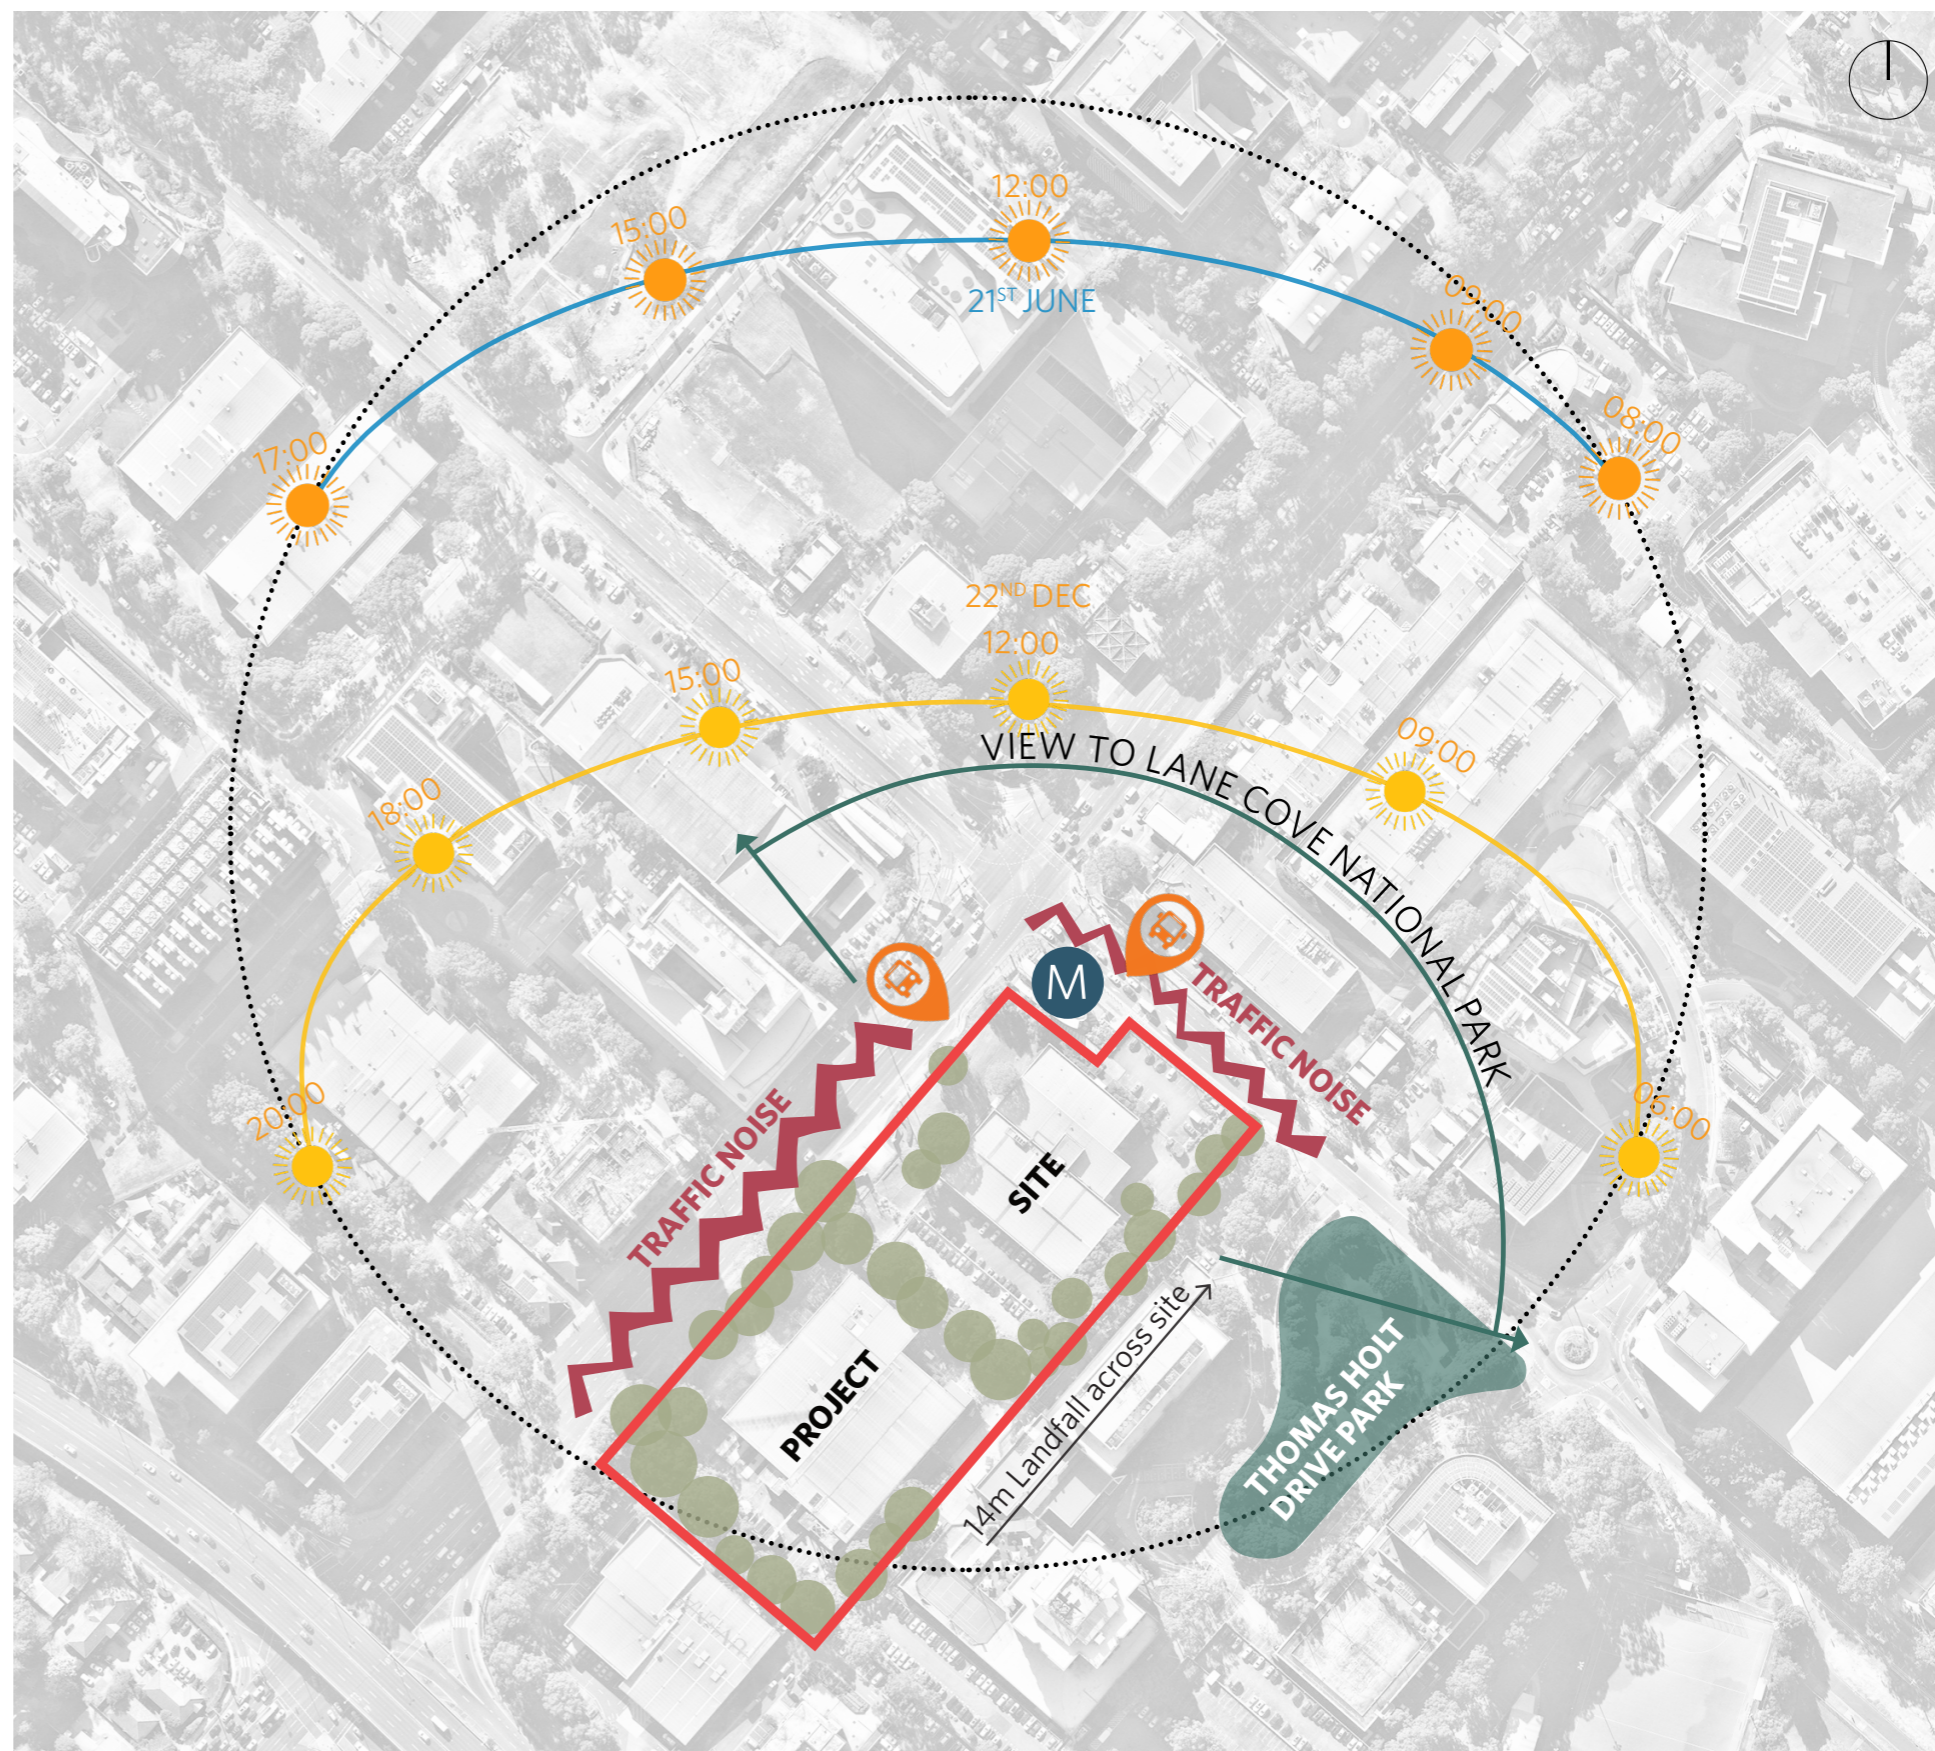 12:00
15:00
21ST JUNE
09:00
08:00
17:00
22ND DEC
12:00
15:00
09:00
18:00
VIEW TO LANE COVE NATIONAL PARK
M
TRAFFIC NOISE
TRAFFIC NOISE
20:00
06:00
SITE
PROJECT
14m Landfall across site
THOMAS HOLT
DRIVE PARK